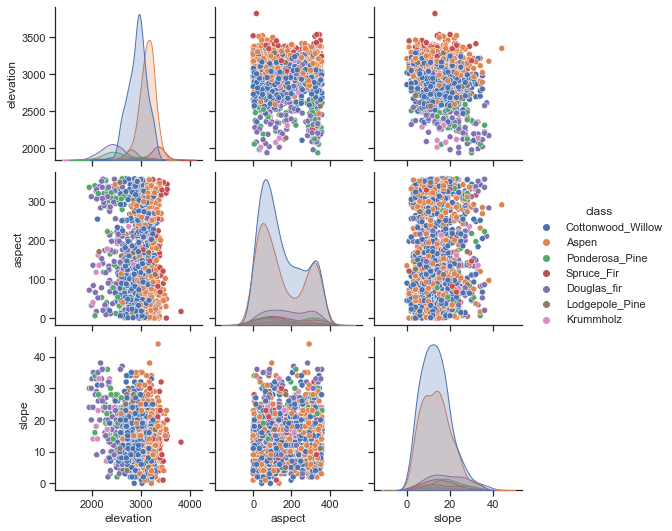 3500
3000
2500
2000
elevation
300
200
100
0
aspect
40
30
20
10
0
slope
2000 3000 4000
elevation
0 200 400
aspect
0 20 40
slope
class
Cottonwood_Willow
Aspen
Ponderosa_Pine
Spruce_Fir
Douglas_fir
Lodgepole_Pine
Krummholz